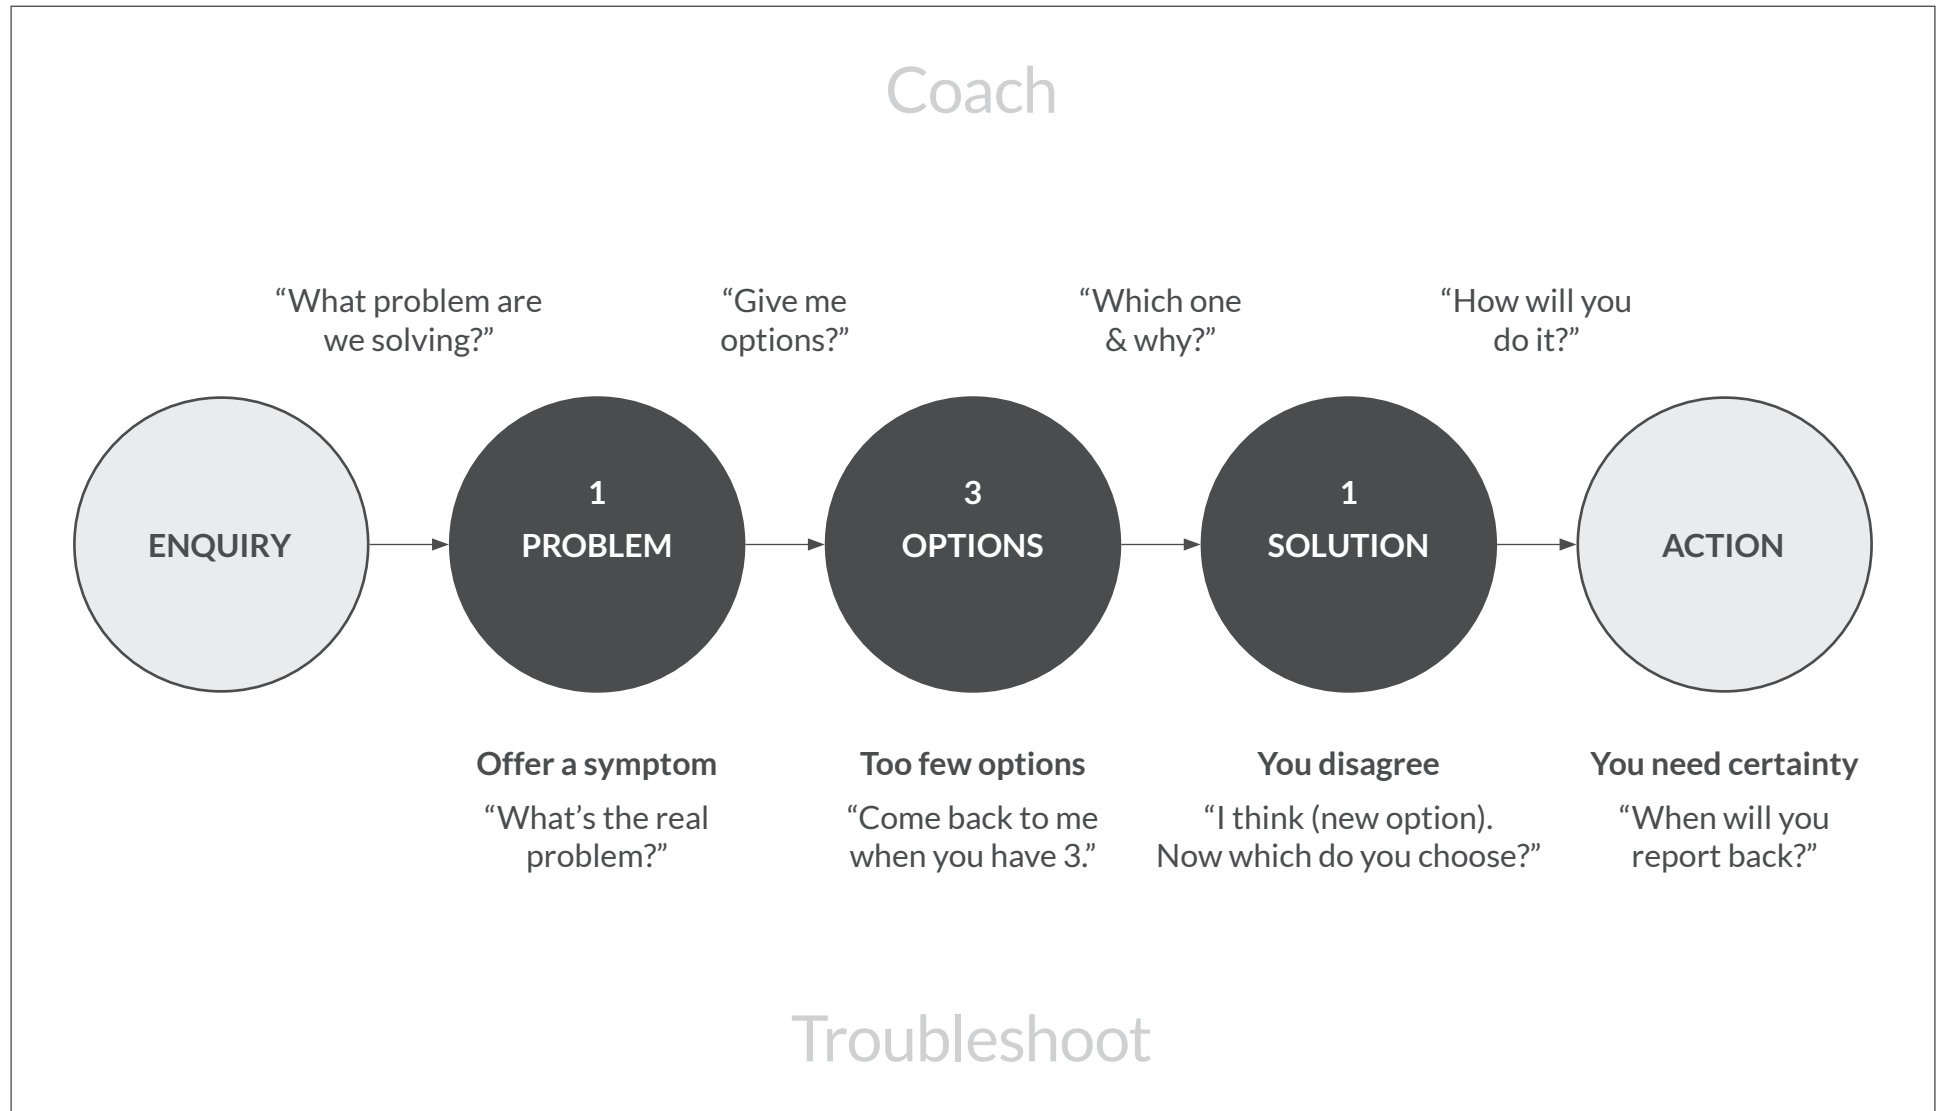 Coach
“What problem are
we solving?”
“Give me
options?”
“Which one
& why?”
“How will you
do it?”
ENQUIRY
1
PROBLEM
3
OPTIONS
1
SOLUTION
ACTION
Offer a symptom
“What’s the real
problem?”
Too few options
“Come back to me
when you have 3.”
You disagree
“I think (new option).
Now which do you choose?”
You need certainty
“When will you
report back?”
Troubleshoot